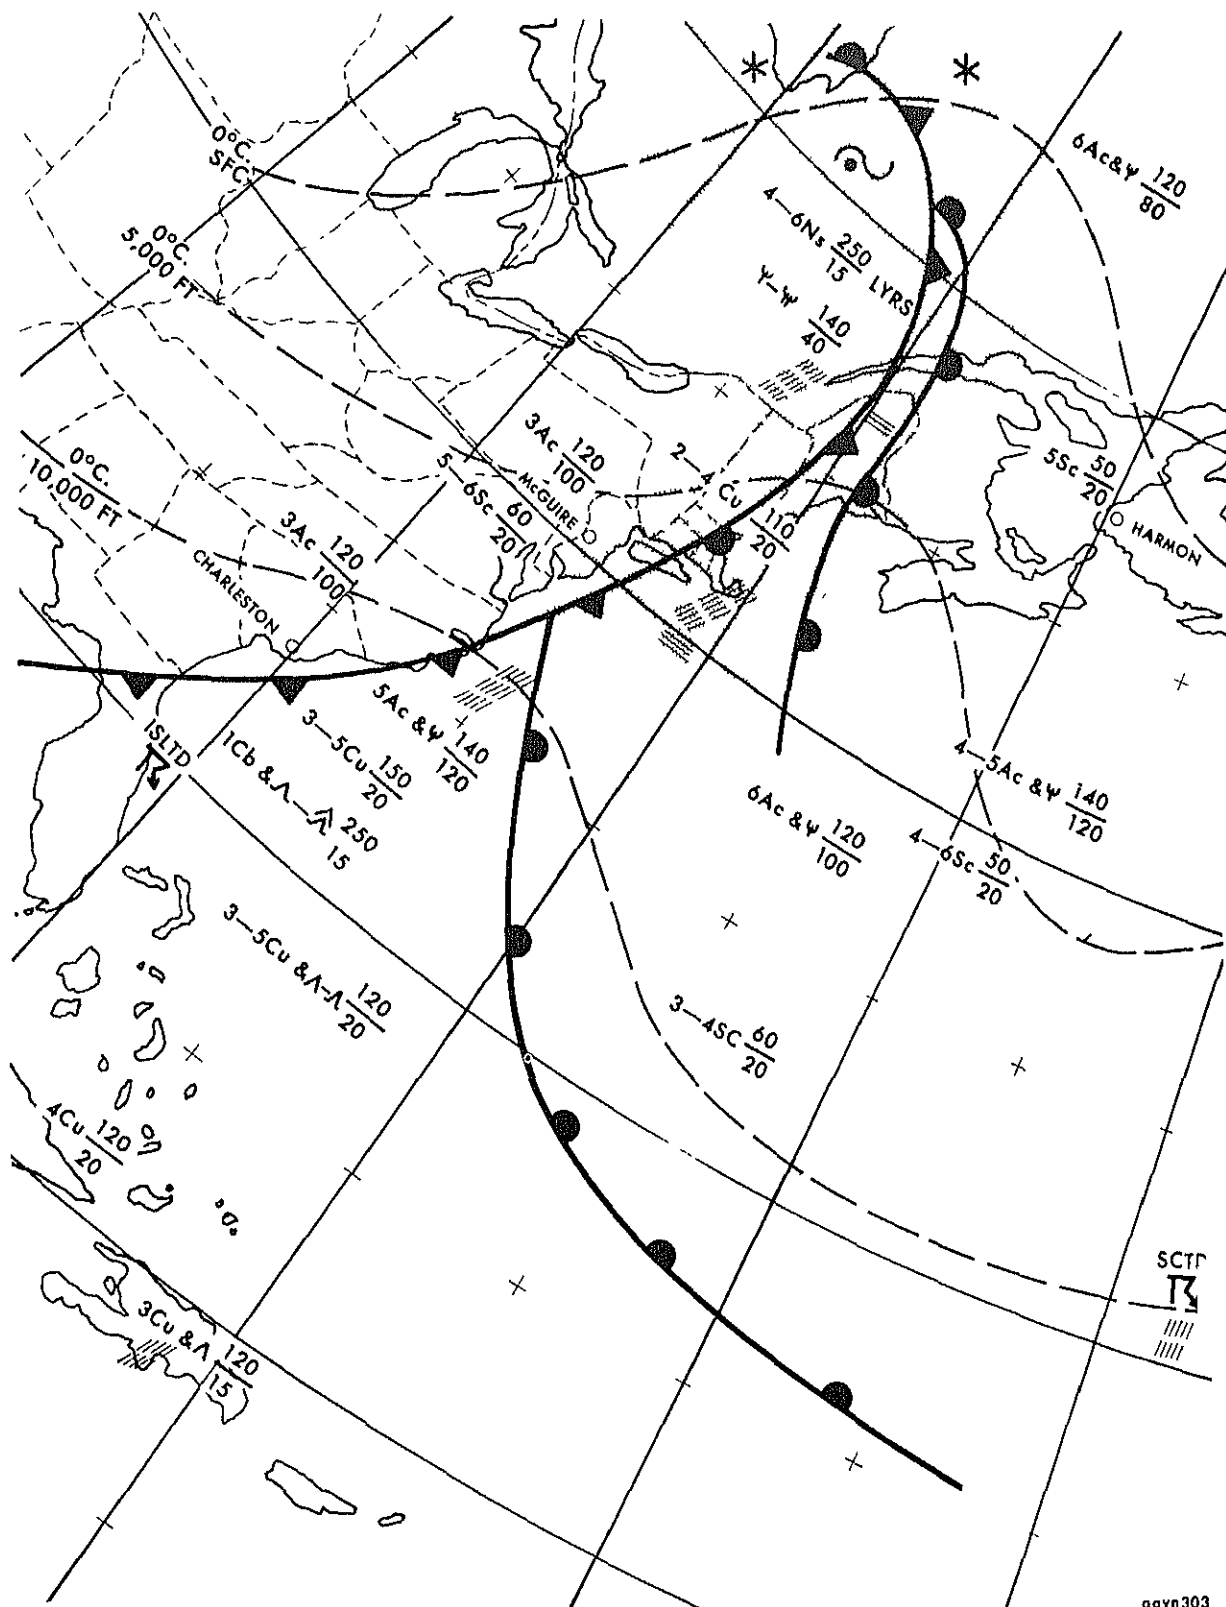 0°C.
SFC
6Ac & Ψ 120
80
0°C.
5,000 FT
4—6Ns 250
15 LYRS
140
40
0°C.
10,000 FT
3Ac 120
100
5—6Sc 60
20
McGUIRE
2—4 Cu 110
20
5Sc 50
20
HARMON
3Ac 120
100
CHARLESTON
ISLTD
5Ac & Ψ 140
120
3—5Cu 150
20
1Cb & Λ— 250
15
4—5Ac & Ψ 140
120
6Ac & Ψ 120
100
4—6Sc 50
20
3—5Cu & Λ-Λ 120
20
3—4SC 60
20
4Cu 120
20
3Cu & Λ 120
15
agvn303